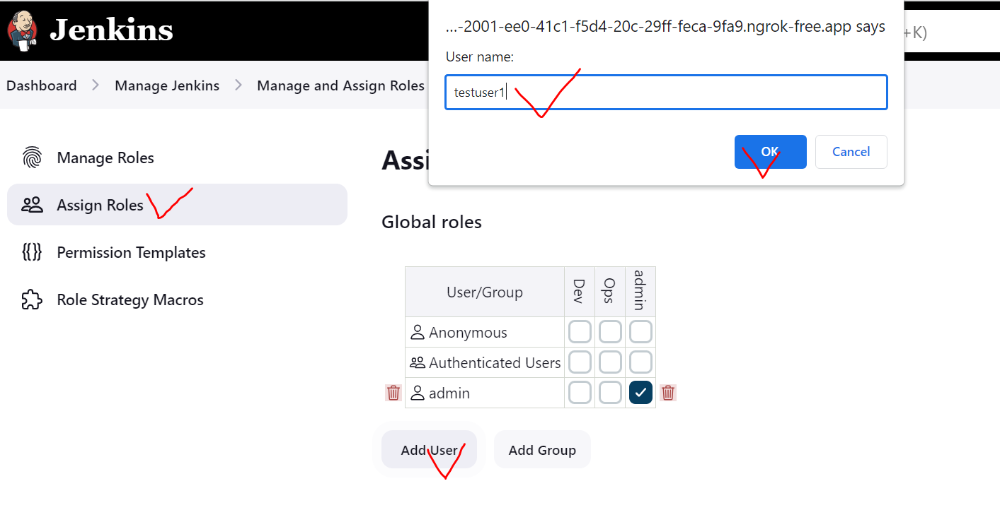 Jenkins
...-2001-ee0-41c1-f5d4-20c-29ff-feca-9fa9.ngrok-free.app says
+K)
User name:
testuser1
OK
Cancel
Dashboard > Manage Jenkins > Manage and Assign Roles
Manage Roles
Assign Roles
Permission Templates
Role Strategy Macros
Assi
Global roles
User/Group Dev Ops admin
Anonymous
Authenticated Users
admin
Add User
Add Group